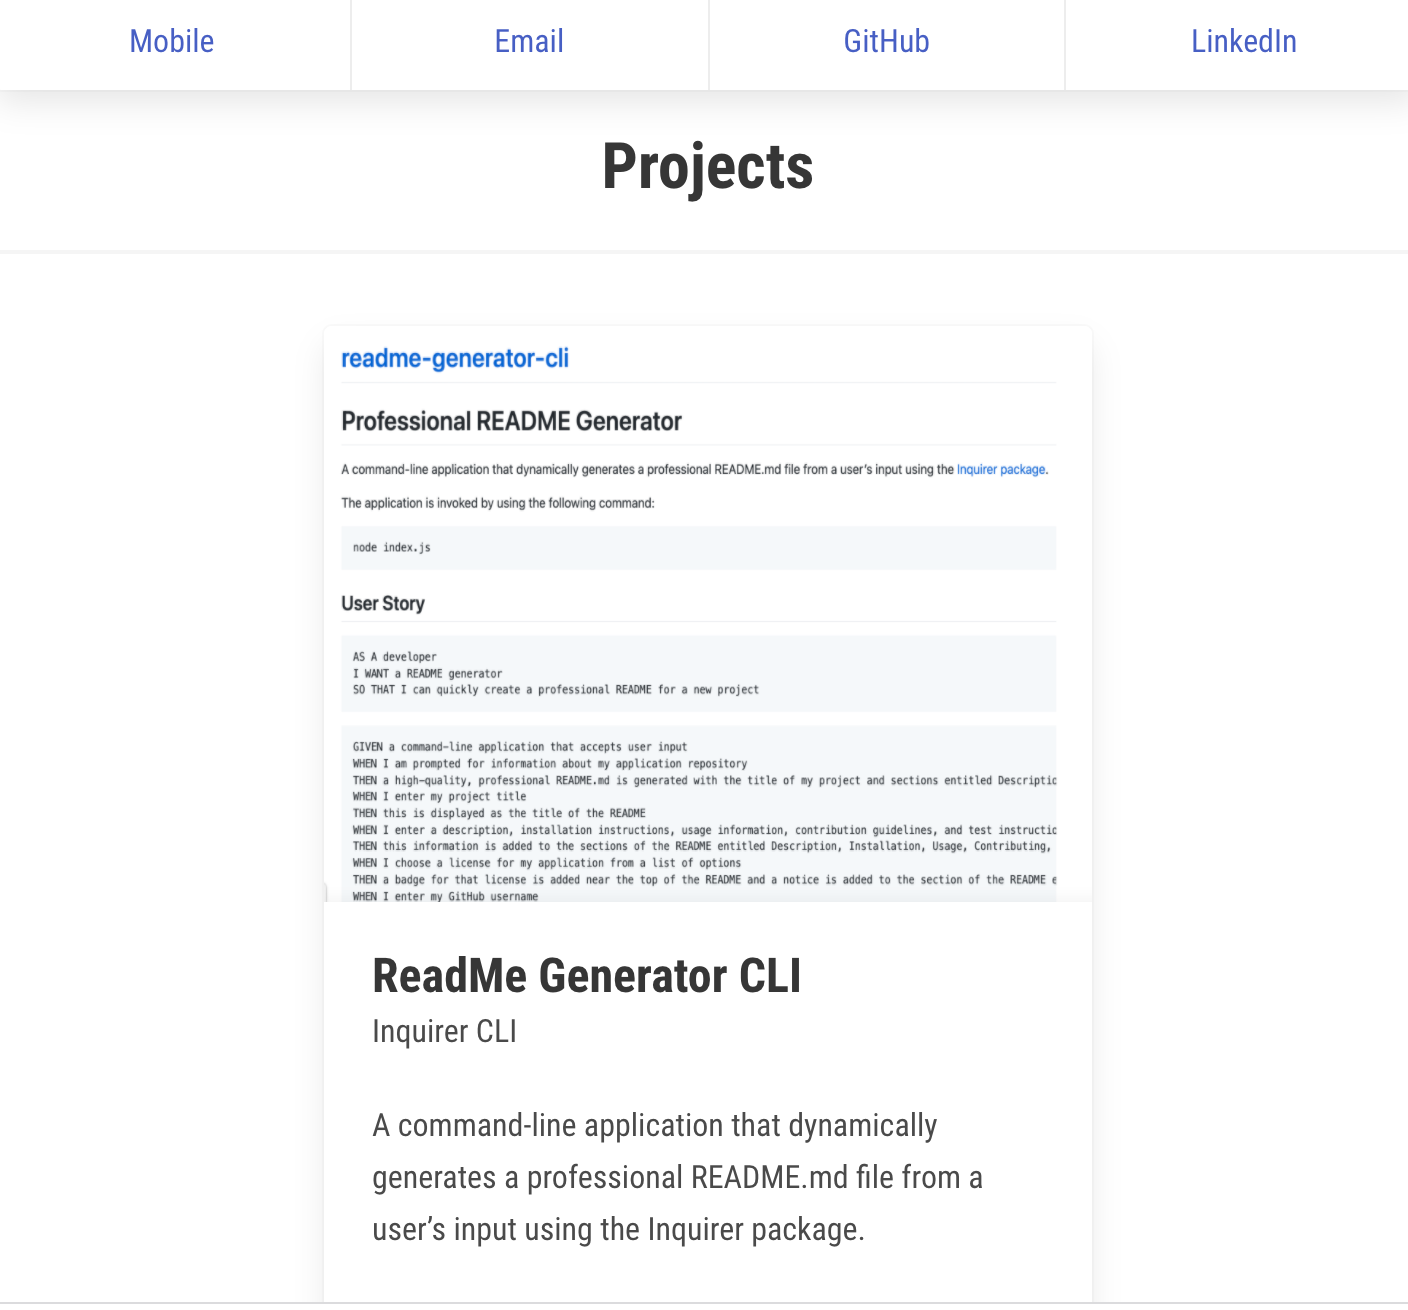 Mobile
Email
GitHub
LinkedIn
Projects
readme-generator-cli
Professional README Generator
A command-line application that dynamically generates a professional README.md file from a user's input using the Inquirer package.
The application is invoked by using the following command:
node index.js
User Story
AS A developer
I WANT a README generator
SO THAT I can quickly create a professional README for a new project
GIVEN a command-line application that accepts user input
WHEN I am prompted for information about my application repository
THEN a high-quality, professional README.md is generated with the title of my project and sections entitled Descriptio
WHEN I enter my project title
THEN this is displayed as the title of the README
WHEN I enter a description, installation instructions, usage information, contribution guidelines, and test instructio
THEN this information is added to the sections of the README entitled Description, Installation, Usage, Contributing,
WHEN I choose a license for my application from a list of options
THEN a badge for that license is added near the top of the README and a notice is added to the section of the README e
WHEN I enter my GitHub username
ReadMe Generator CLI
Inquirer CLI
A command-line application that dynamically
generates a professional README.md file from a
user’s input using the Inquirer package.